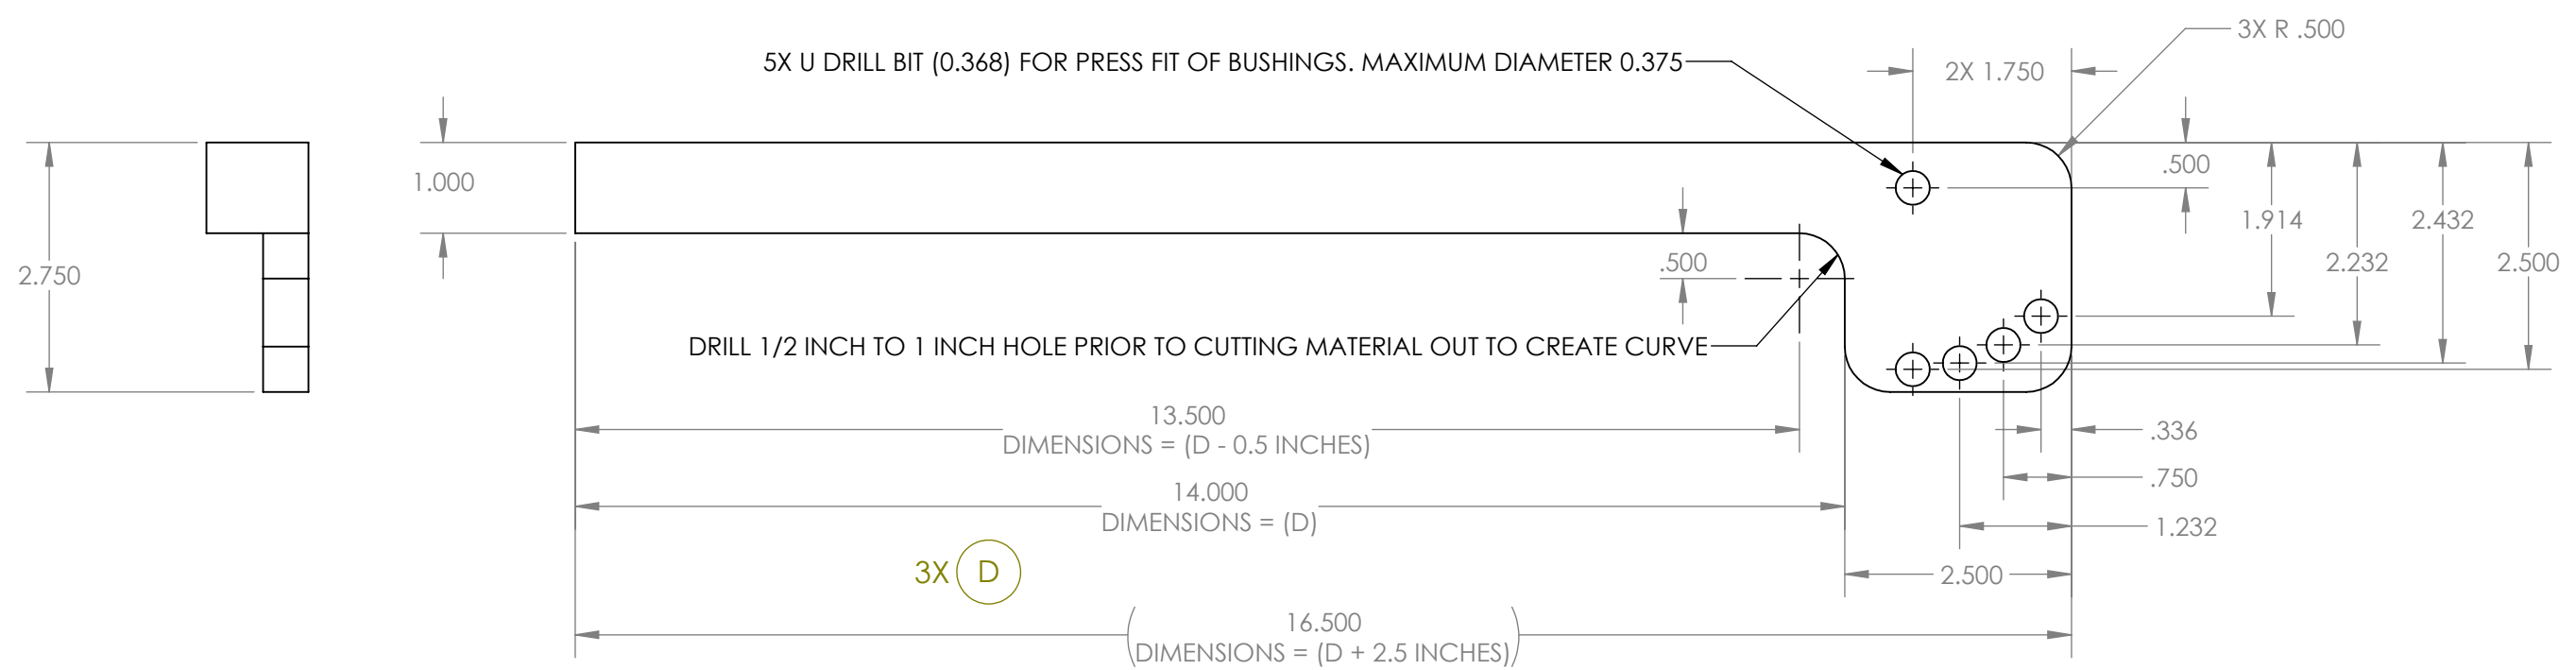 3X R .500
5X U DRILL BIT (0.368) FOR PRESS FIT OF BUSHINGS. MAXIMUM DIAMETER 0.375
2X 1.750
.500
1.000
1.914
2.432
2.750
.500
2.232
2.500
DRILL 1/2 INCH TO 1 INCH HOLE PRIOR TO CUTTING MATERIAL OUT TO CREATE CURVE
13.500
DIMENSIONS = (D - 0.5 INCHES)
.336
.750
14.000
DIMENSIONS = (D)
1.232
3X D
2.500
16.500
(DIMENSIONS = (D + 2.5 INCHES))